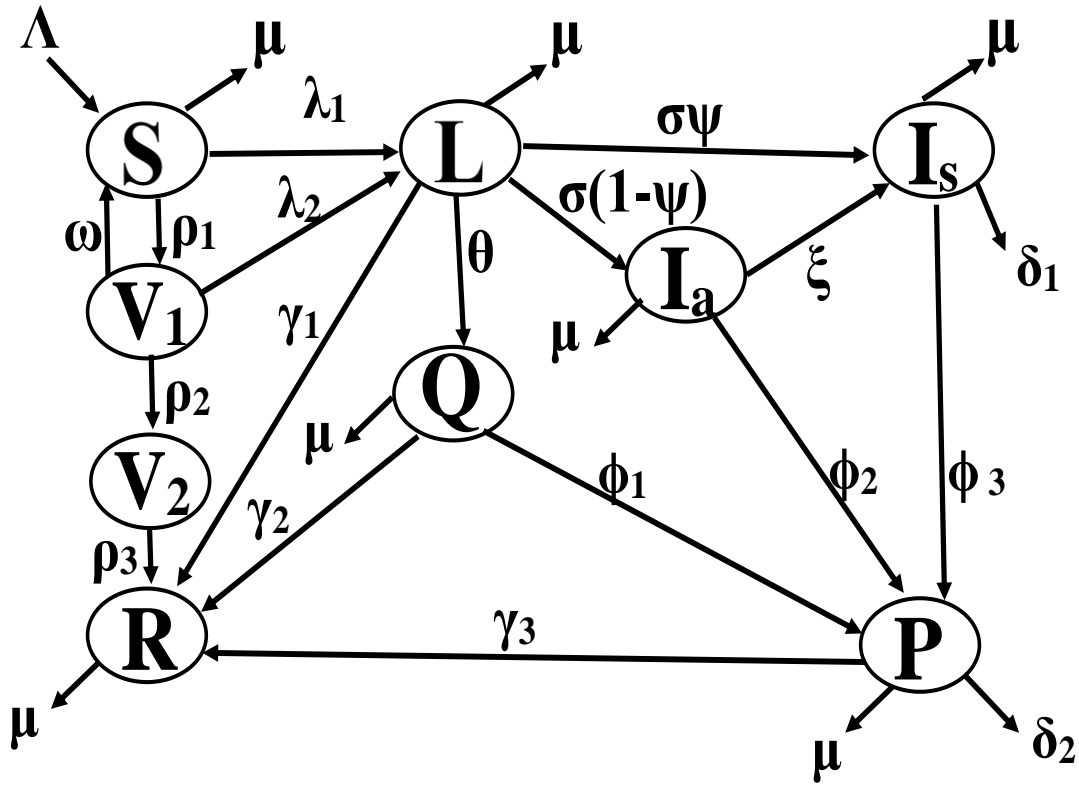 Λ
μ
μ
μ
λ₁
σψ
S
L
Iₛ
λ₂
σ(1-ψ)
ω
ρ₁
θ
Iₐ
ξ
δ₁
V₁
γ₁
μ
ρ₂
Q
μ
V₂
γ₂
ϕ₁
ϕ₂
ϕ ₃
ρ₃
R
γ₃
P
μ
μ
δ₂